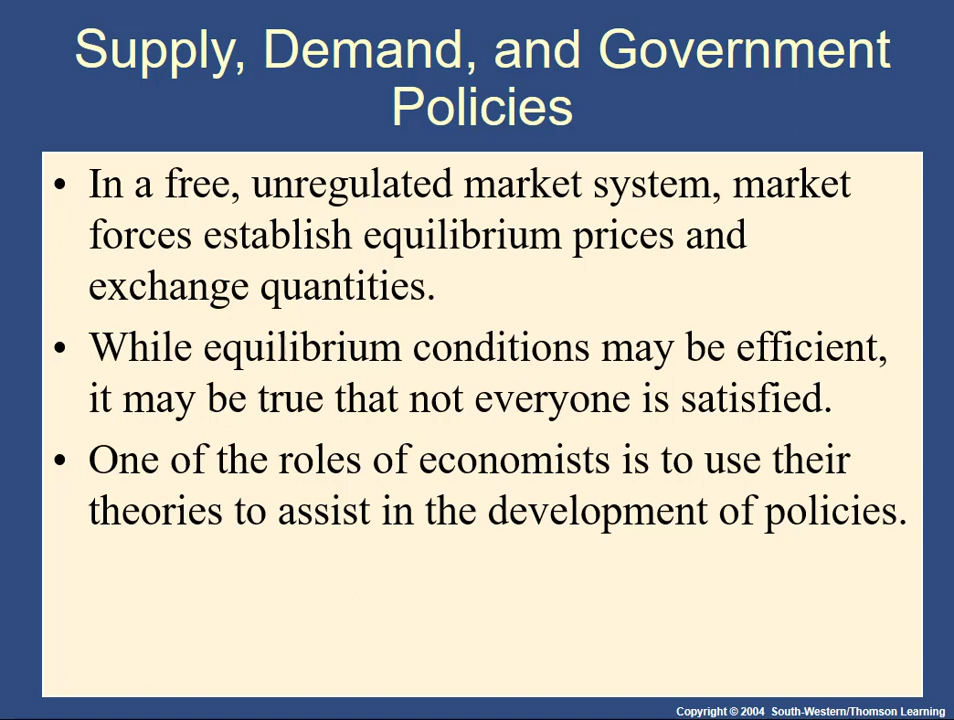 Supply, Demand, and Government
Policies
• In a free, unregulated market system, market
forces establish equilibrium prices and
exchange quantities.
• While equilibrium conditions may be efficient,
it may be true that not everyone is satisfied.
• One of the roles of economists is to use their
theories to assist in the development of policies.
Copyright © 2004 South-Western/Thomson Learning